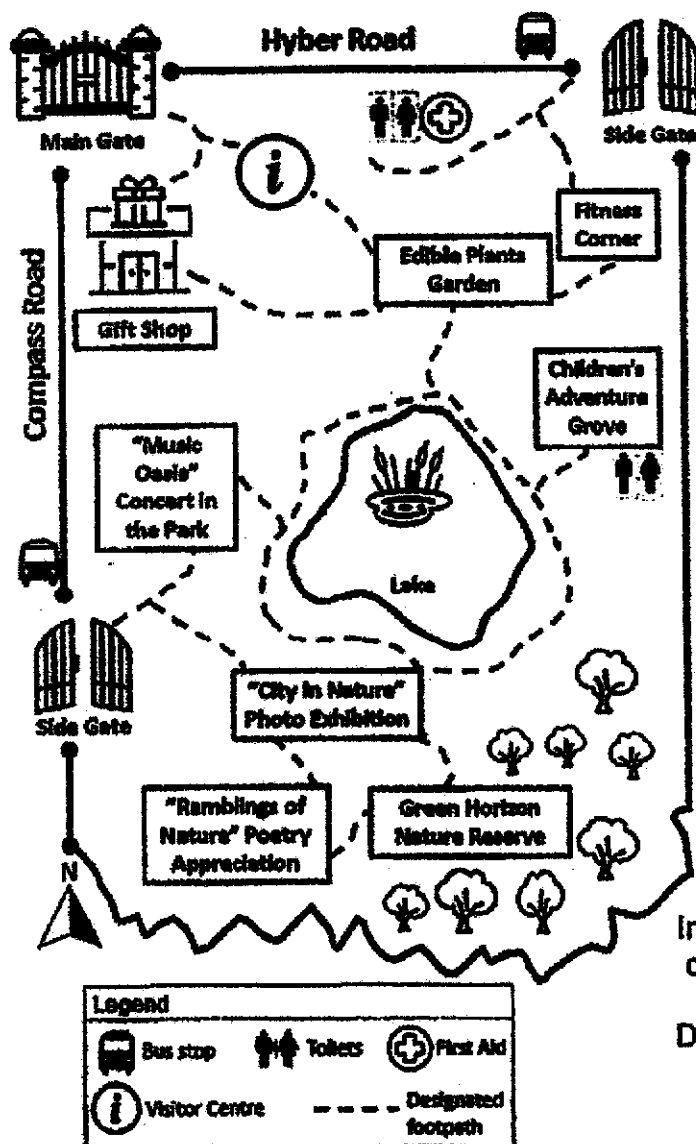 Hyber Road
Main Gate
Side Gate
i
Fitness
Corner
Edible Plants
Garden
Gift Shop
Compass Road
Children's
Adventure
Grove
"Music
Oasis"
Concert in
the Park
Lake
Side Gate
"City in Nature"
Photo Exhibition
"Ramblings of
Nature" Poetry
Appreciation
Green Horizon
Nature Reserve
N
D
Legend
Bus stop
Toilets
First Aid
i
Visitor Centre
Designated
footpath